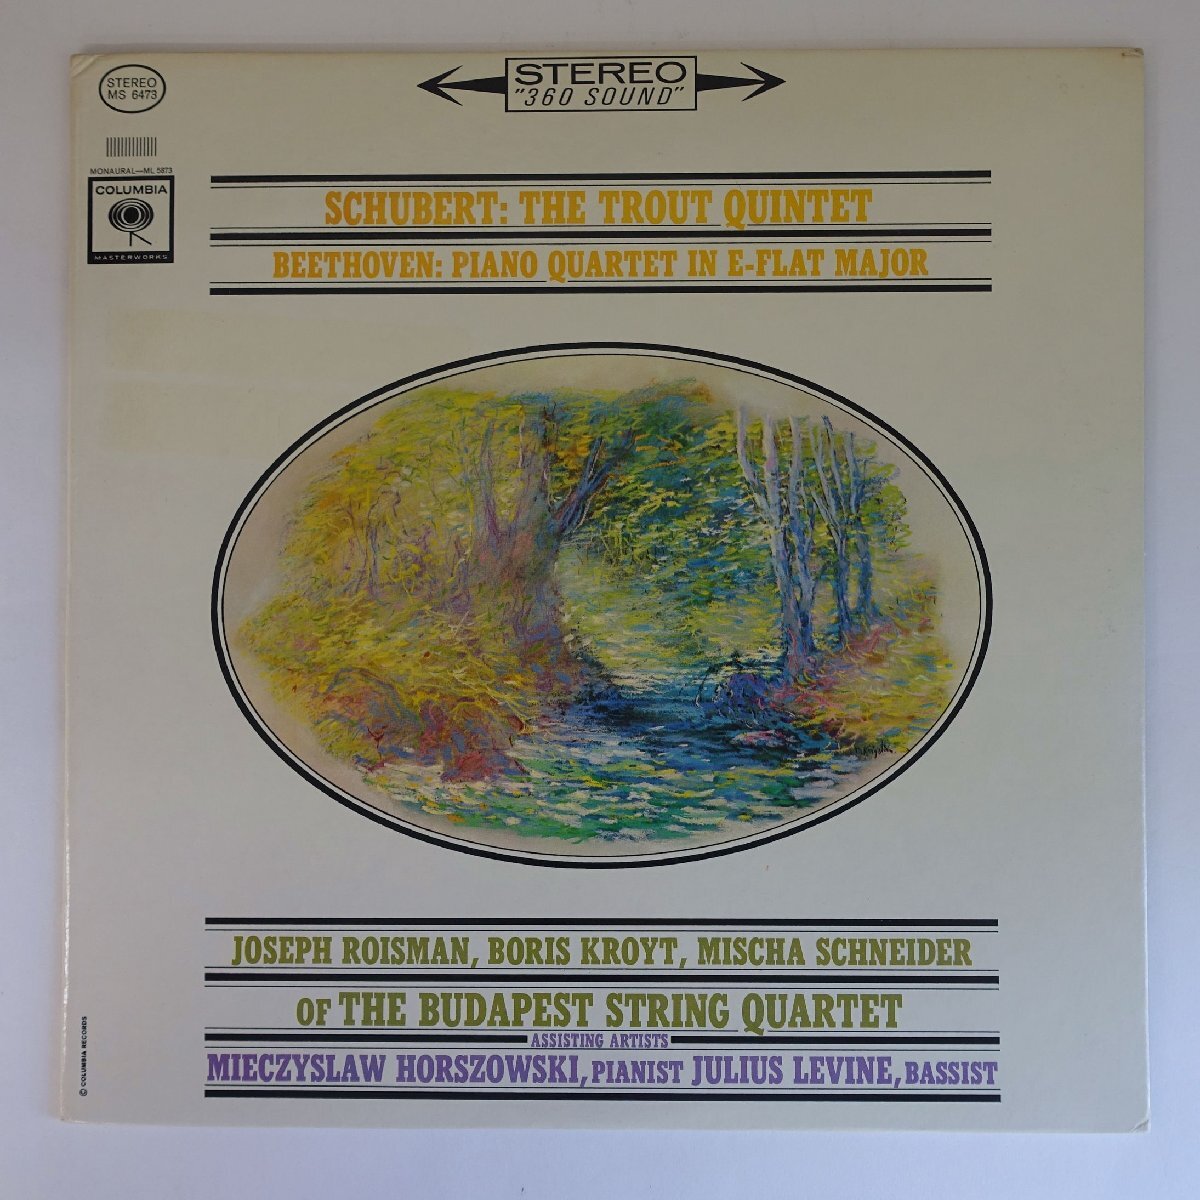 STEREO
MS 6473
STEREO
"360 SOUND"
MONAURAL—ML 5873
COLUMBIA
MASTERWORKS
SCHUBERT: THE TROUT QUINTET
BEETHOVEN: PIANO QUARTET IN E-FLAT MAJOR
JOSEPH ROISMAN, BORIS KROYT, MISCHA SCHNEIDER
OF THE BUDAPEST STRING QUARTET
ASSISTING ARTISTS
MIECZYSLAW HORSZOWSKI, PIANIST JULIUS LEVINE, BASSIST
© COLUMBIA RECORDS